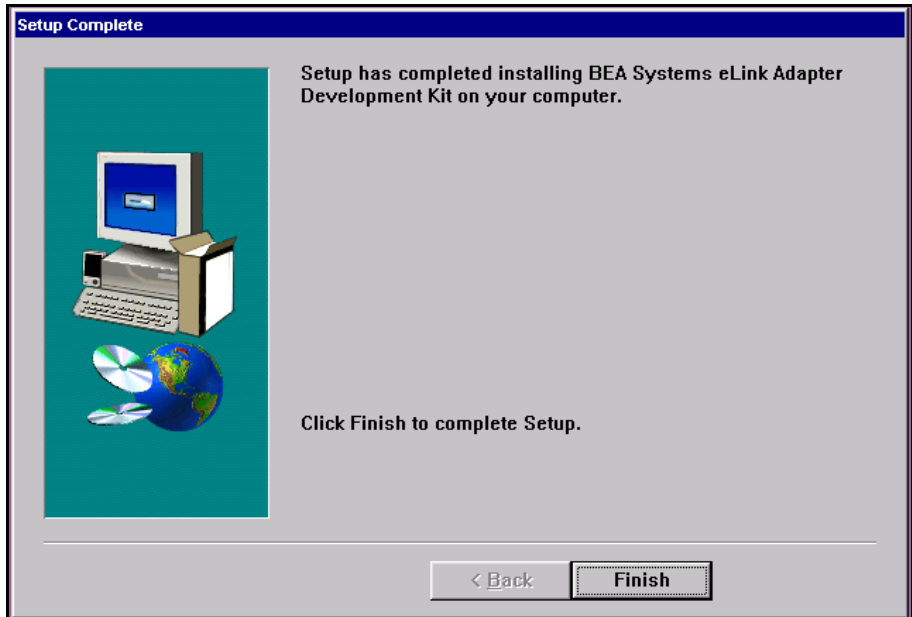 Setup Complete
Setup has completed installing BEA Systems eLink Adapter
Development Kit on your computer.
Click Finish to complete Setup.
< Back
Finish